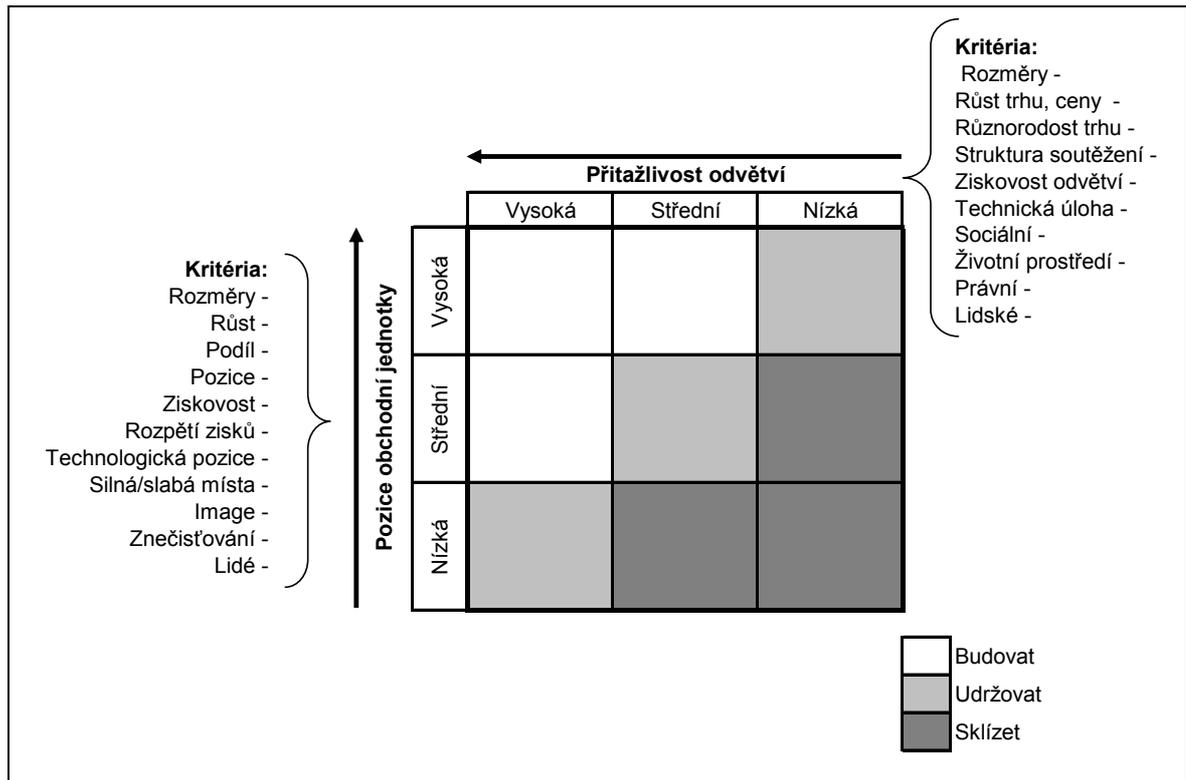 Kritéria:
Rozměry -
Růst trhu, ceny -
Různorodost trhu -
Struktura soutěžení -
Ziskovost odvětví -
Technická úloha -
Sociální -
Životní prostředí -
Právní -
Lidské -
Přitažlivost odvětví
Vysoká
Střední
Nízká
Kritéria:
Rozměry -
Růst -
Podíl -
Pozice -
Ziskovost -
Rozpětí zisků -
Technologická pozice -
Silná/slabá místa -
Image -
Znečisťování -
Lidé -
Pozice obchodní jednotky
Vysoká
Střední
Nízká
Budovat
Udržovat
Sklízet